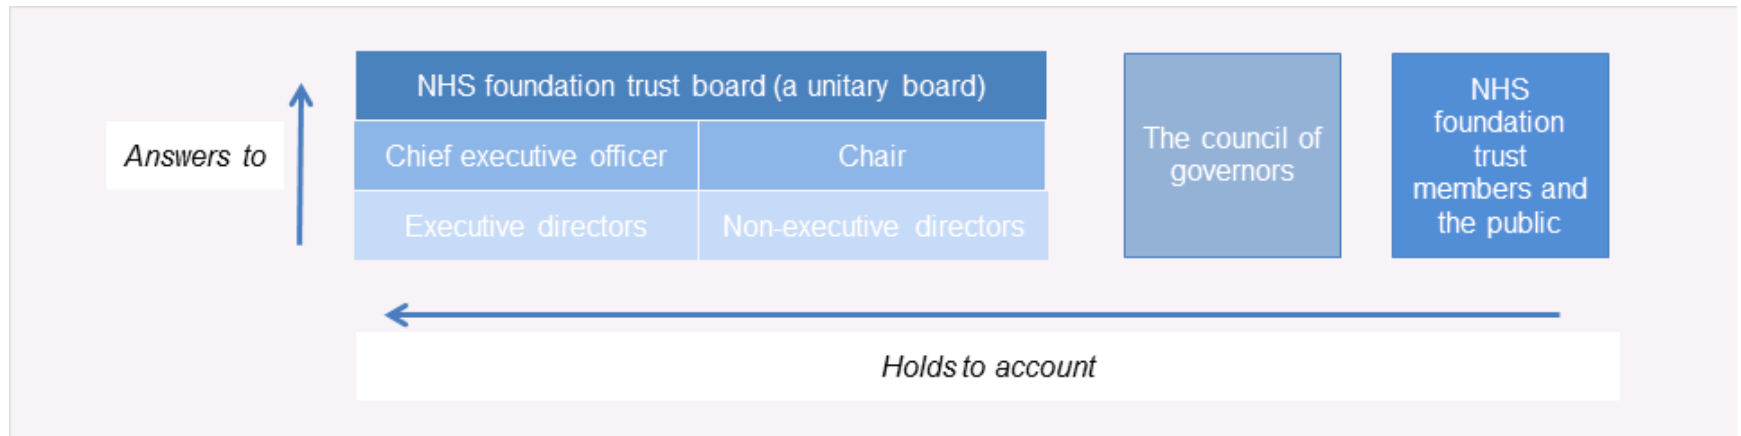 NHS foundation trust board (a unitary board)
Answers to
Chief executive officer
Chair
Executive directors
Non-executive directors
The council of
governors
NHS
foundation
trust
members and
the public
Holds to account